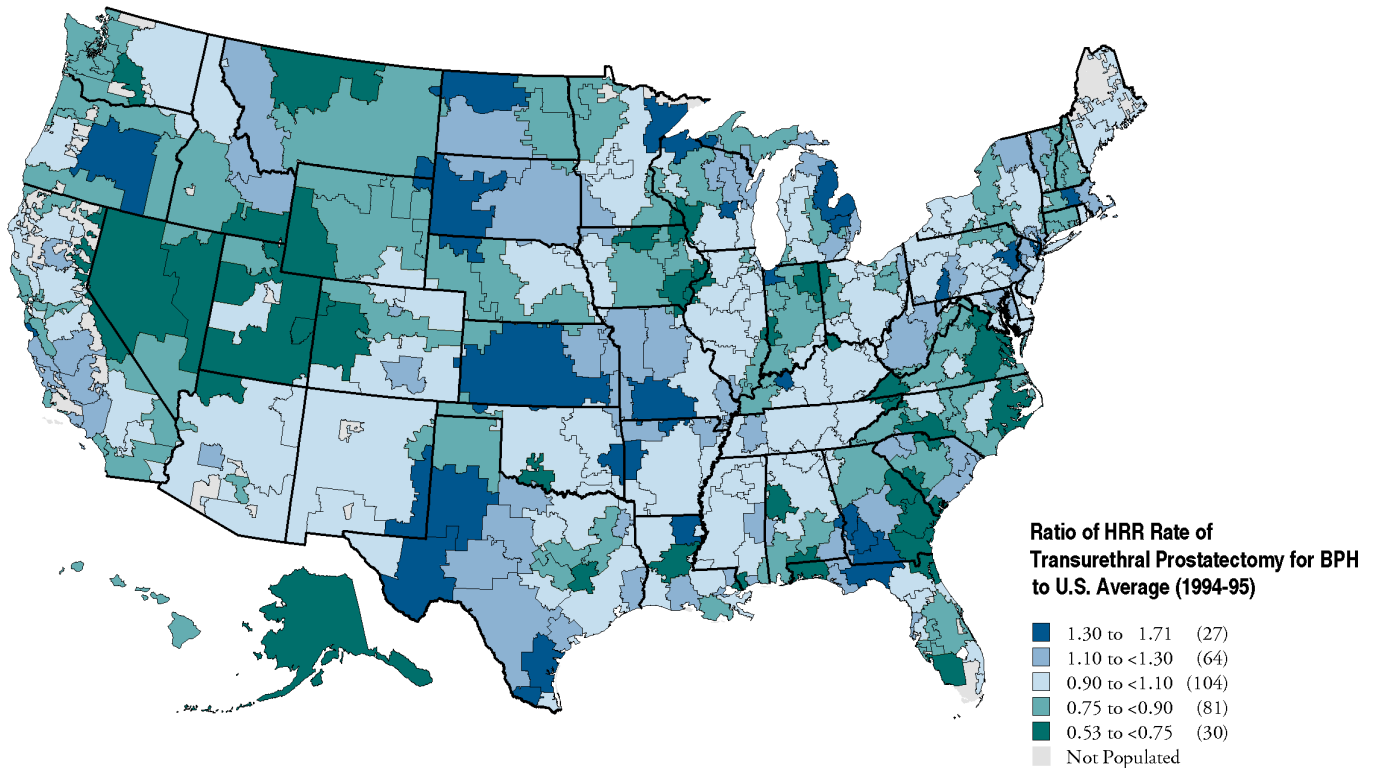 Ratio of HRR Rate of
Transurethral Prostatectomy for BPH
to U.S. Average (1994-95)
1.30 to 1.71 (27)
1.10 to <1.30 (64)
0.90 to <1.10 (104)
0.75 to <0.90 (81)
0.53 to <0.75 (30)
Not Populated